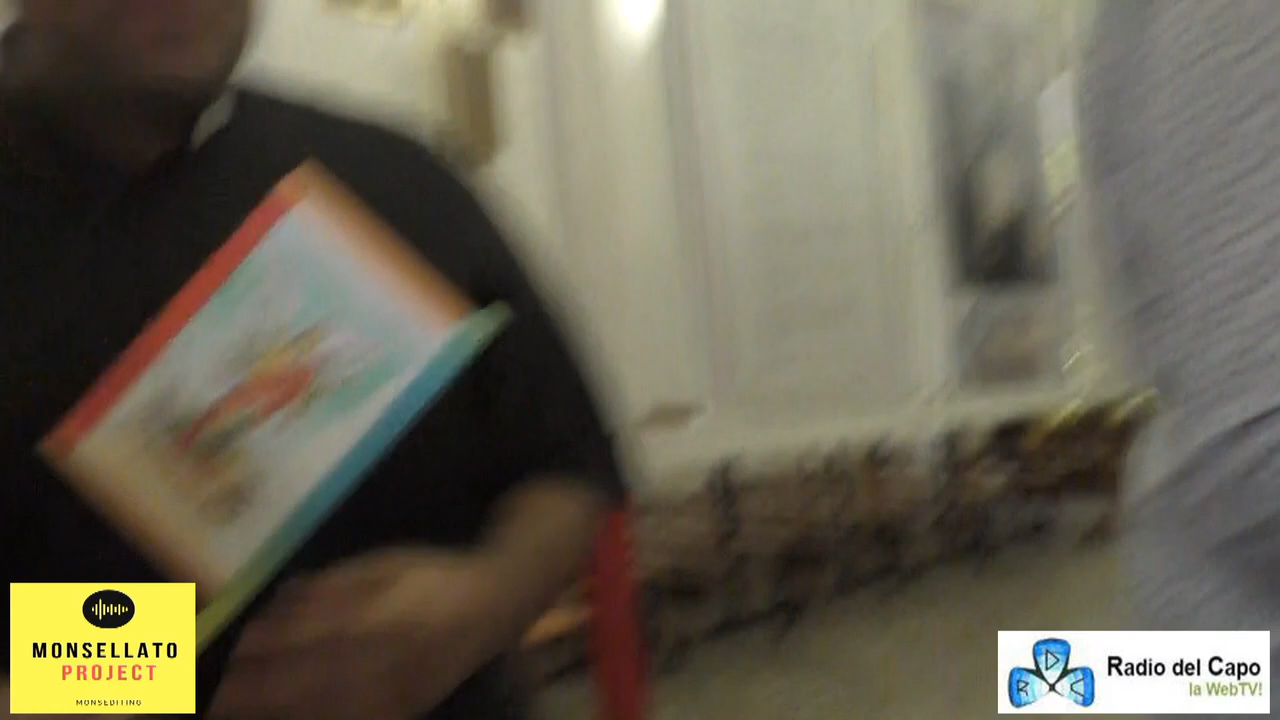 MONSELLATO
PROJECT
MONSEDITING
R D C
Radio del Capo
la WebTV!